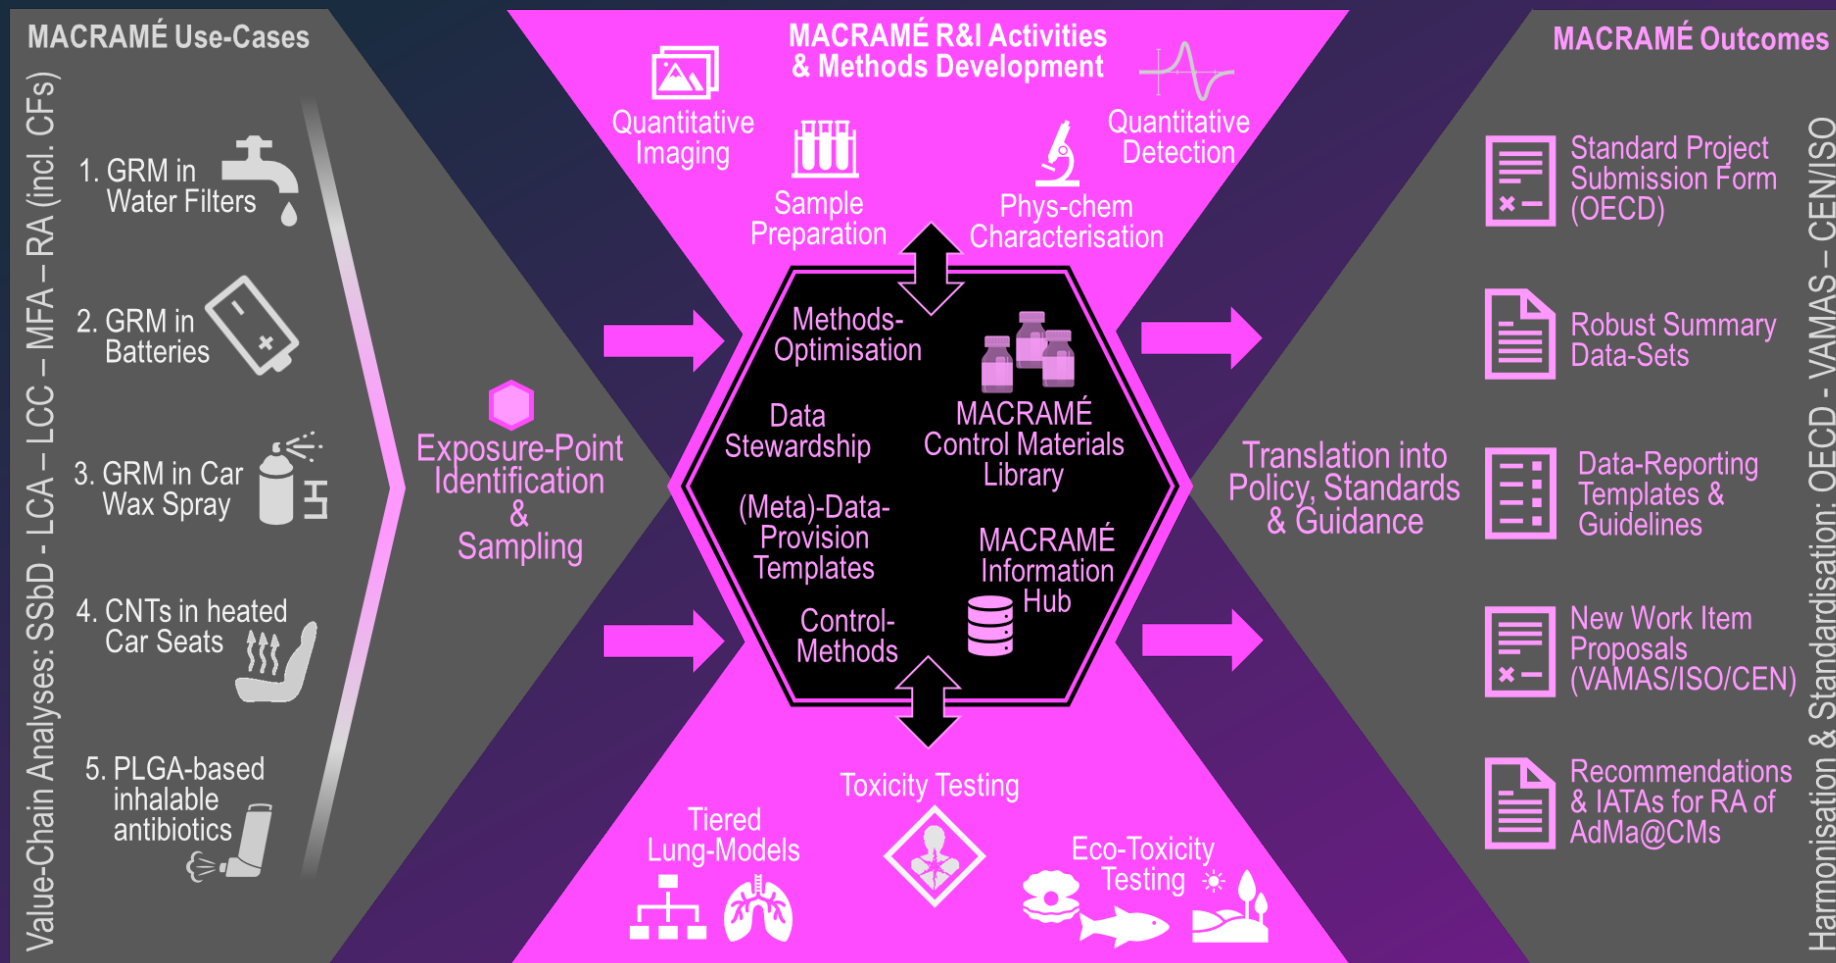 MACRAMÉ Use-Cases
Value-Chain Analyses: SSbD - LCA – LCC – MFA – RA (incl. CFs)
1. GRM in
Water Filters
2. GRM in
Batteries
3. GRM in Car
Wax Spray
4. CNTs in heated
Car Seats
5. PLGA-based
inhalable
antibiotics
Exposure-Point
Identification
&
Sampling
MACRAMÉ R&I Activities
& Methods Development
Quantitative
Imaging
Sample
Preparation
Phys-chem
Characterisation
Quantitative
Detection
Methods-
Optimisation
Data
Stewardship
(Meta)-Data-
Provision
Templates
Control-
Methods
MACRAMÉ
Control Materials
Library
MACRAMÉ
Information
Hub
Toxicity Testing
Tiered
Lung-Models
Eco-Toxicity
Testing
Translation into
Policy, Standards
& Guidance
MACRAMÉ Outcomes
Standard Project
Submission Form
(OECD)
Robust Summary
Data-Sets
Data-Reporting
Templates &
Guidelines
New Work Item
Proposals
(VAMAS/ISO/CEN)
Recommendations
& IATAs for RA of
AdMa@CMs
Harmonisation & Standardisation: OECD - VAMAS – CEN/ISO